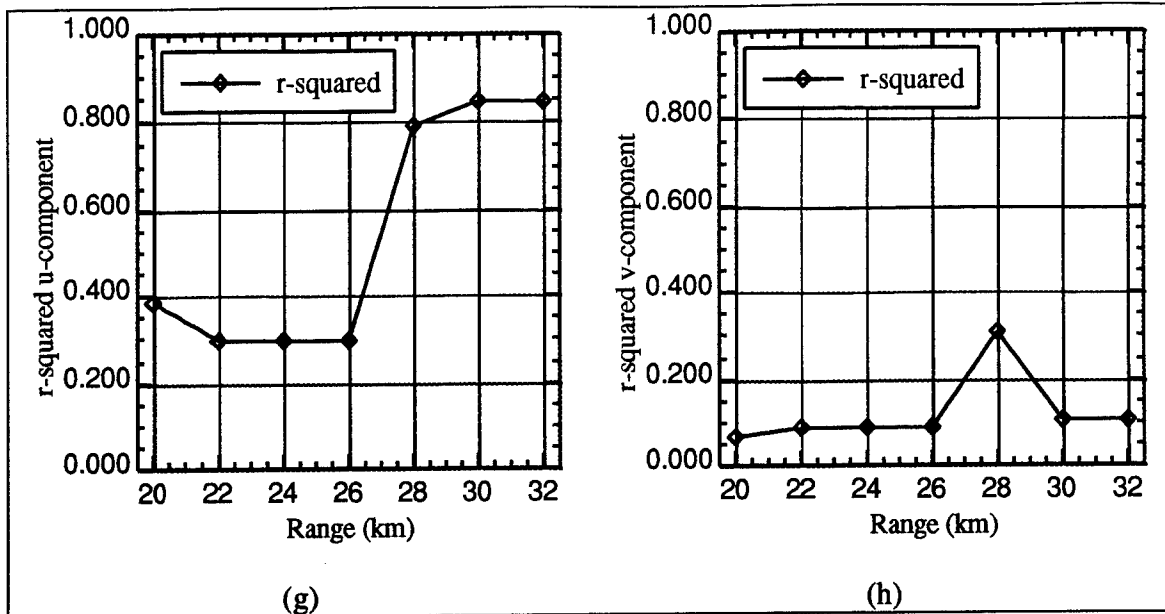 1.000
0.800
0.600
0.400
0.200
0.000
r-squared u-component
r-squared
20 22 24 26 28 30 32
Range (km)
(g)
1.000
0.800
0.600
0.400
0.200
0.000
r-squared v-component
r-squared
20 22 24 26 28 30 32
Range (km)
(h)